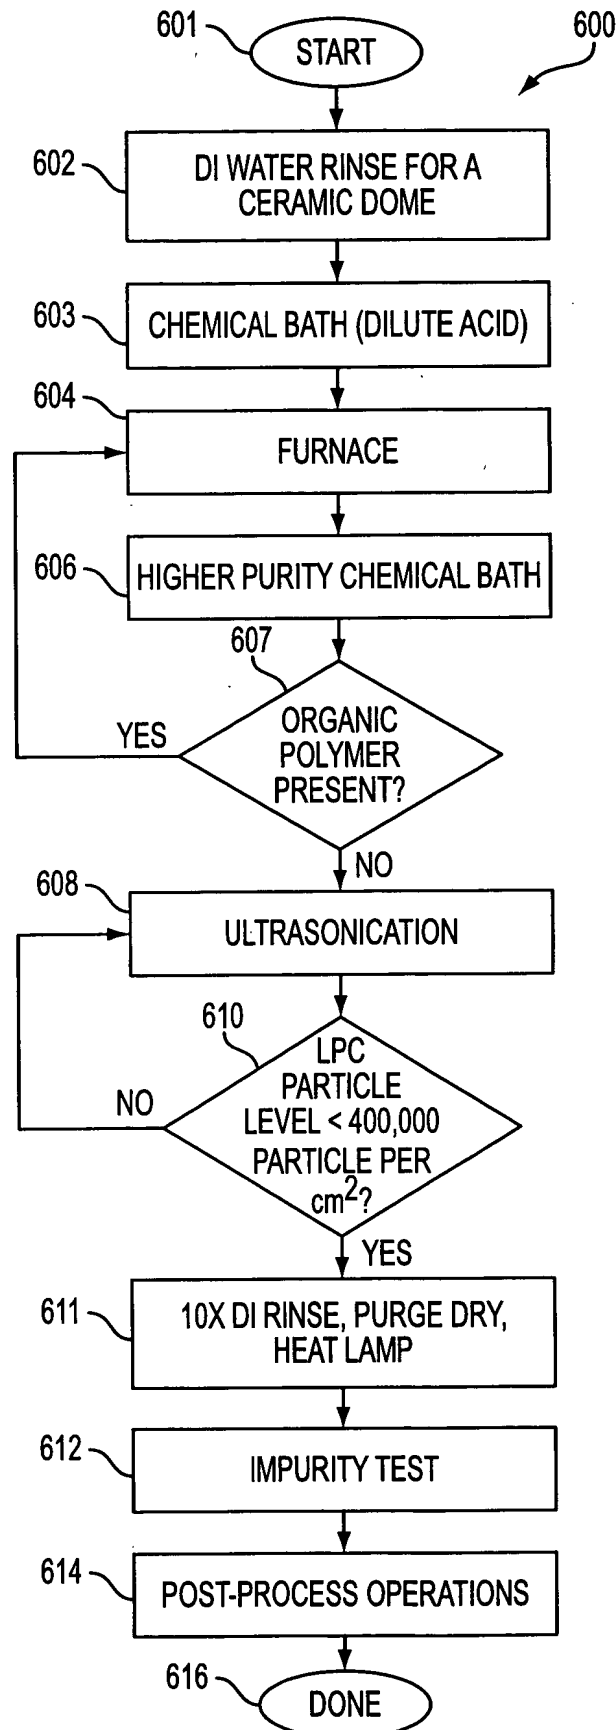 601
START
600
602
DI WATER RINSE FOR A
CERAMIC DOME
603
CHEMICAL BATH (DILUTE ACID)
604
FURNACE
606
HIGHER PURITY CHEMICAL BATH
607
ORGANIC
POLYMER
PRESENT?
YES
NO
608
ULTRASONICATION
610
LPC
PARTICLE
LEVEL < 400,000
PARTICLE PER
cm²?
NO
YES
611
10X DI RINSE, PURGE DRY,
HEAT LAMP
612
IMPURITY TEST
614
POST-PROCESS OPERATIONS
616
DONE